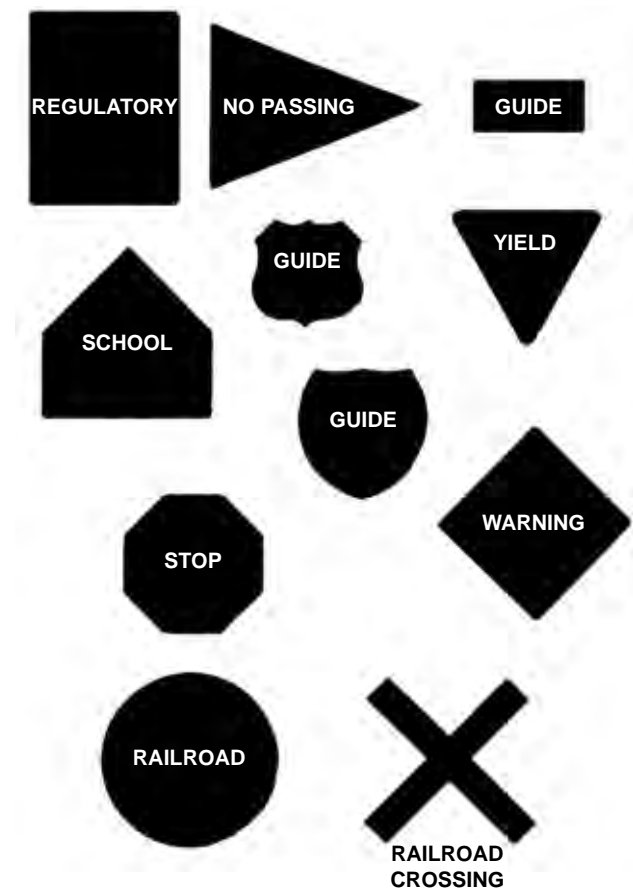 REGULATORY
NO PASSING
GUIDE
GUIDE
YIELD
SCHOOL
GUIDE
WARNING
STOP
RAILROAD
RAILROAD
CROSSING